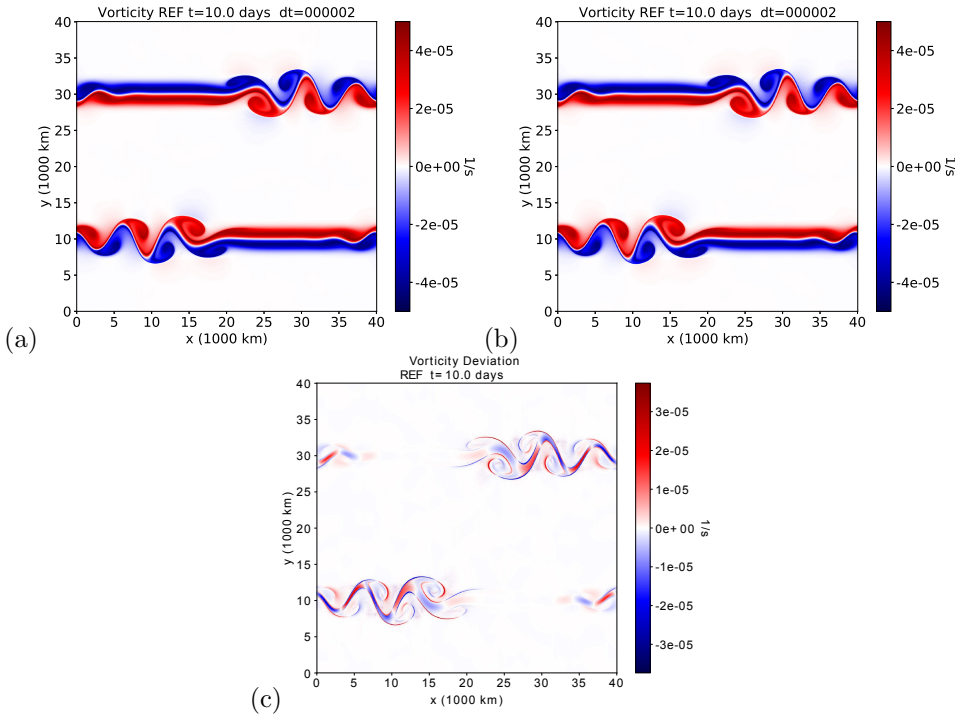 Vorticity REF t=10.0 days dt=000002
40
35
30
25
20
15
10
5
0
y (1000 km)
0 5 10 15 20 25 30 35 40
x (1000 km)
4e-05
2e-05
0e+00
-2e-05
-4e-05
1/s
(a)
Vorticity REF t=10.0 days dt=000002
40
35
30
25
20
15
10
5
0
y (1000 km)
0 5 10 15 20 25 30 35 40
x (1000 km)
4e-05
2e-05
0e+00
-2e-05
-4e-05
1/s
(b)
Vorticity Deviation
REF t=10.0 days
40
35
30
25
20
15
10
5
0
y (1000 km)
0 5 10 15 20 25 30 35 40
x (1000 km)
3e-05
1e-05
0e+00
-1e-05
-2e-05
-3e-05
1/s
(c)